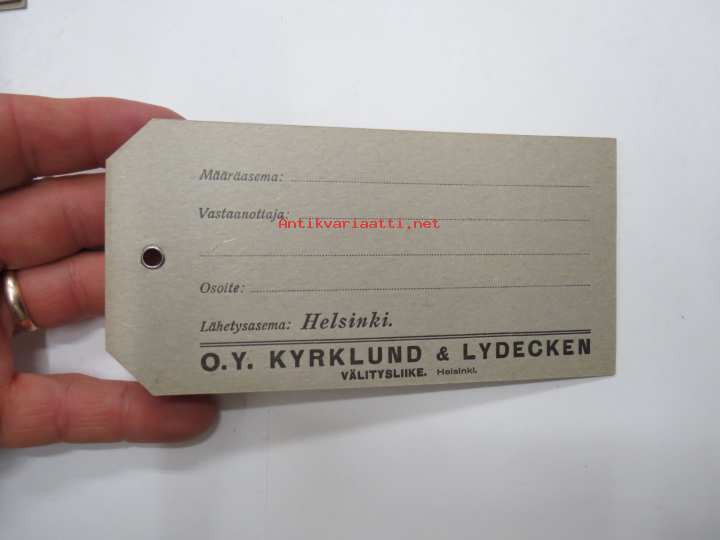 Määräasema:
Vastaanottaja:
Antikvariaatti.net
Osoite:
Lähetysasema: Helsinki.
O.Y. KYRKLUND & LYDECKEN
VÄLITYSLIIKE. Helsinki.